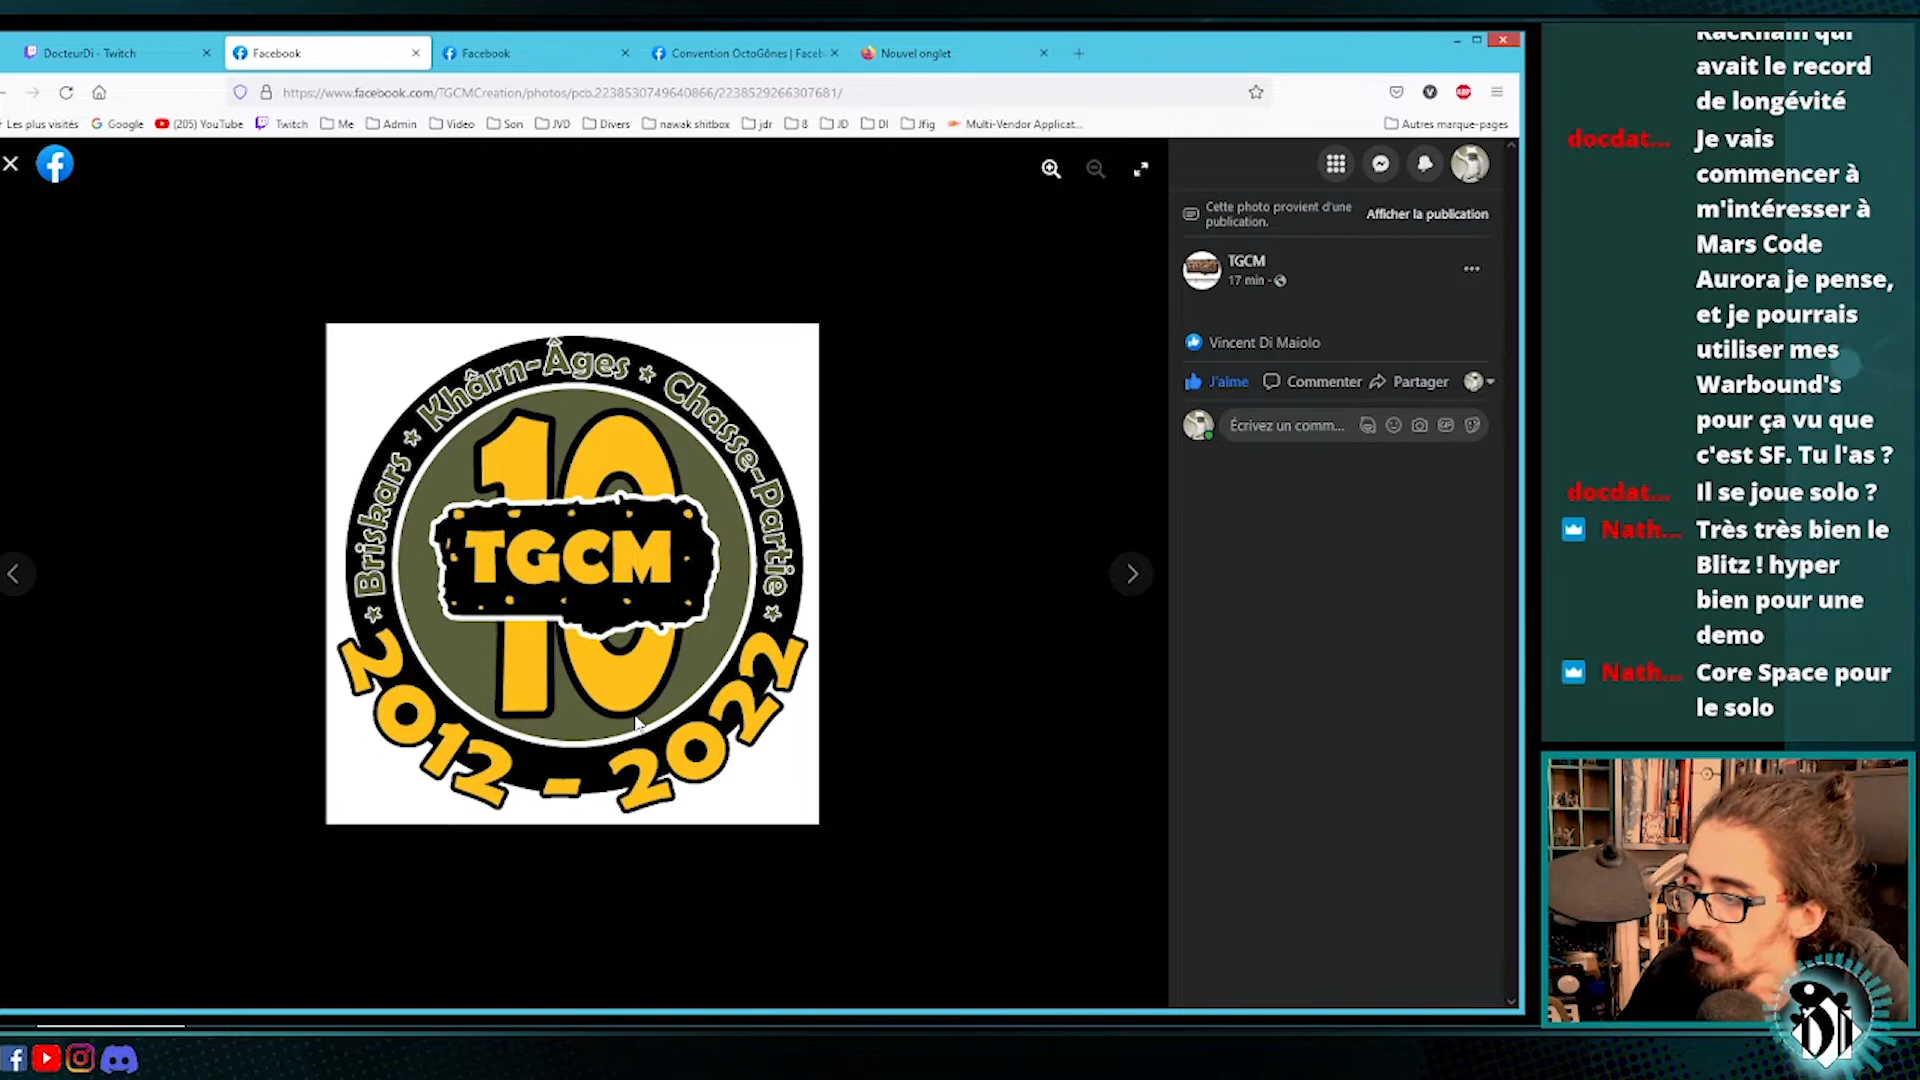 DocteurDi - Twitch
Facebook
Facebook
Convention OctoGônes | Faceb
Nouvel onglet
https://www.facebook.com/TGCMCreation/photos/pcb.2238530749640866/2238529266307681/
Les plus visités
Google
(205) YouTube
Twitch
Me
Admin
Video
Son
JVD
Divers
nawak shitbox
jdr
8
JD
DI
Jfig
Multi-Vendor Applicat...
Autres marque-pages
Cette photo provient d'une
publication.
Afficher la publication
TGCM
17 min
Vincent Di Maiolo
J'aime
Commenter
Partager
Écrivez un comm...
Briskars * Khârn-Âges * Chasse-Partie
10
TGCM
2012 - 2022
Rackham qui
avait le record
de longévité
docdat... Je vais
commencer à
m'intéresser à
Mars Code
Aurora je pense,
et je pourrais
utiliser mes
Warbound's
pour ça vu que
c'est SF. Tu l'as ?
docdat... Il se joue solo ?
Nath... Très très bien le
Blitz ! hyper
bien pour une
demo
Nath... Core Space pour
le solo
DI